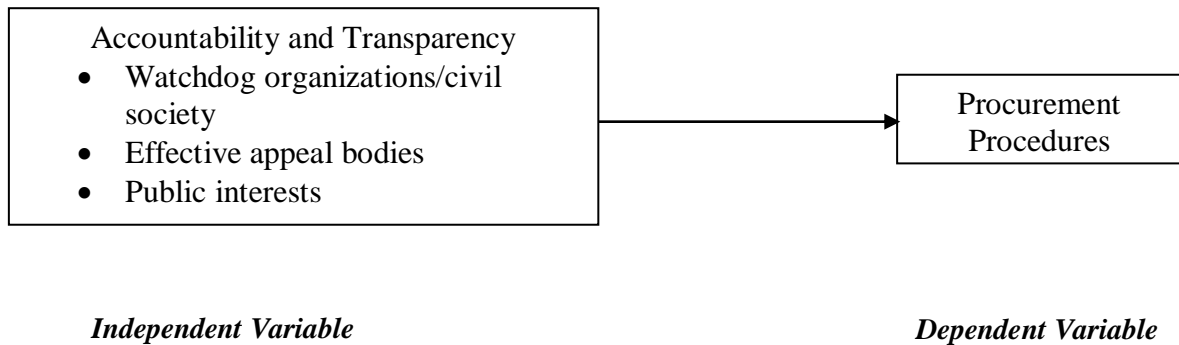 Accountability and Transparency
• Watchdog organizations/civil
society
• Effective appeal bodies
• Public interests
Procurement
Procedures
Independent Variable
Dependent Variable